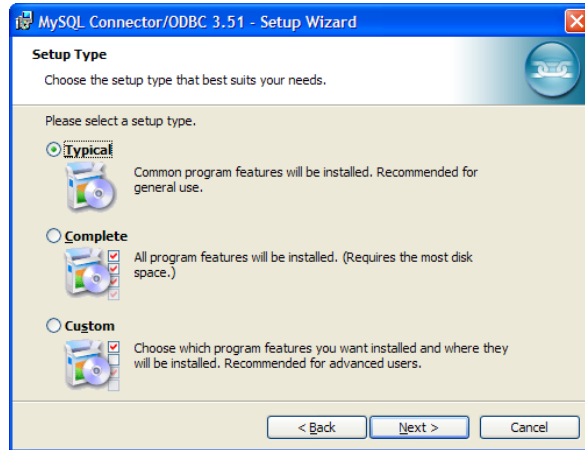 MySQL Connector/ODBC 3.51 - Setup Wizard
Setup Type
Choose the setup type that best suits your needs.
Please select a setup type.
Typical
Common program features will be installed. Recommended for
general use.
Complete
All program features will be installed. (Requires the most disk
space.)
Custom
Choose which program features you want installed and where they
will be installed. Recommended for advanced users.
< Back
Next >
Cancel